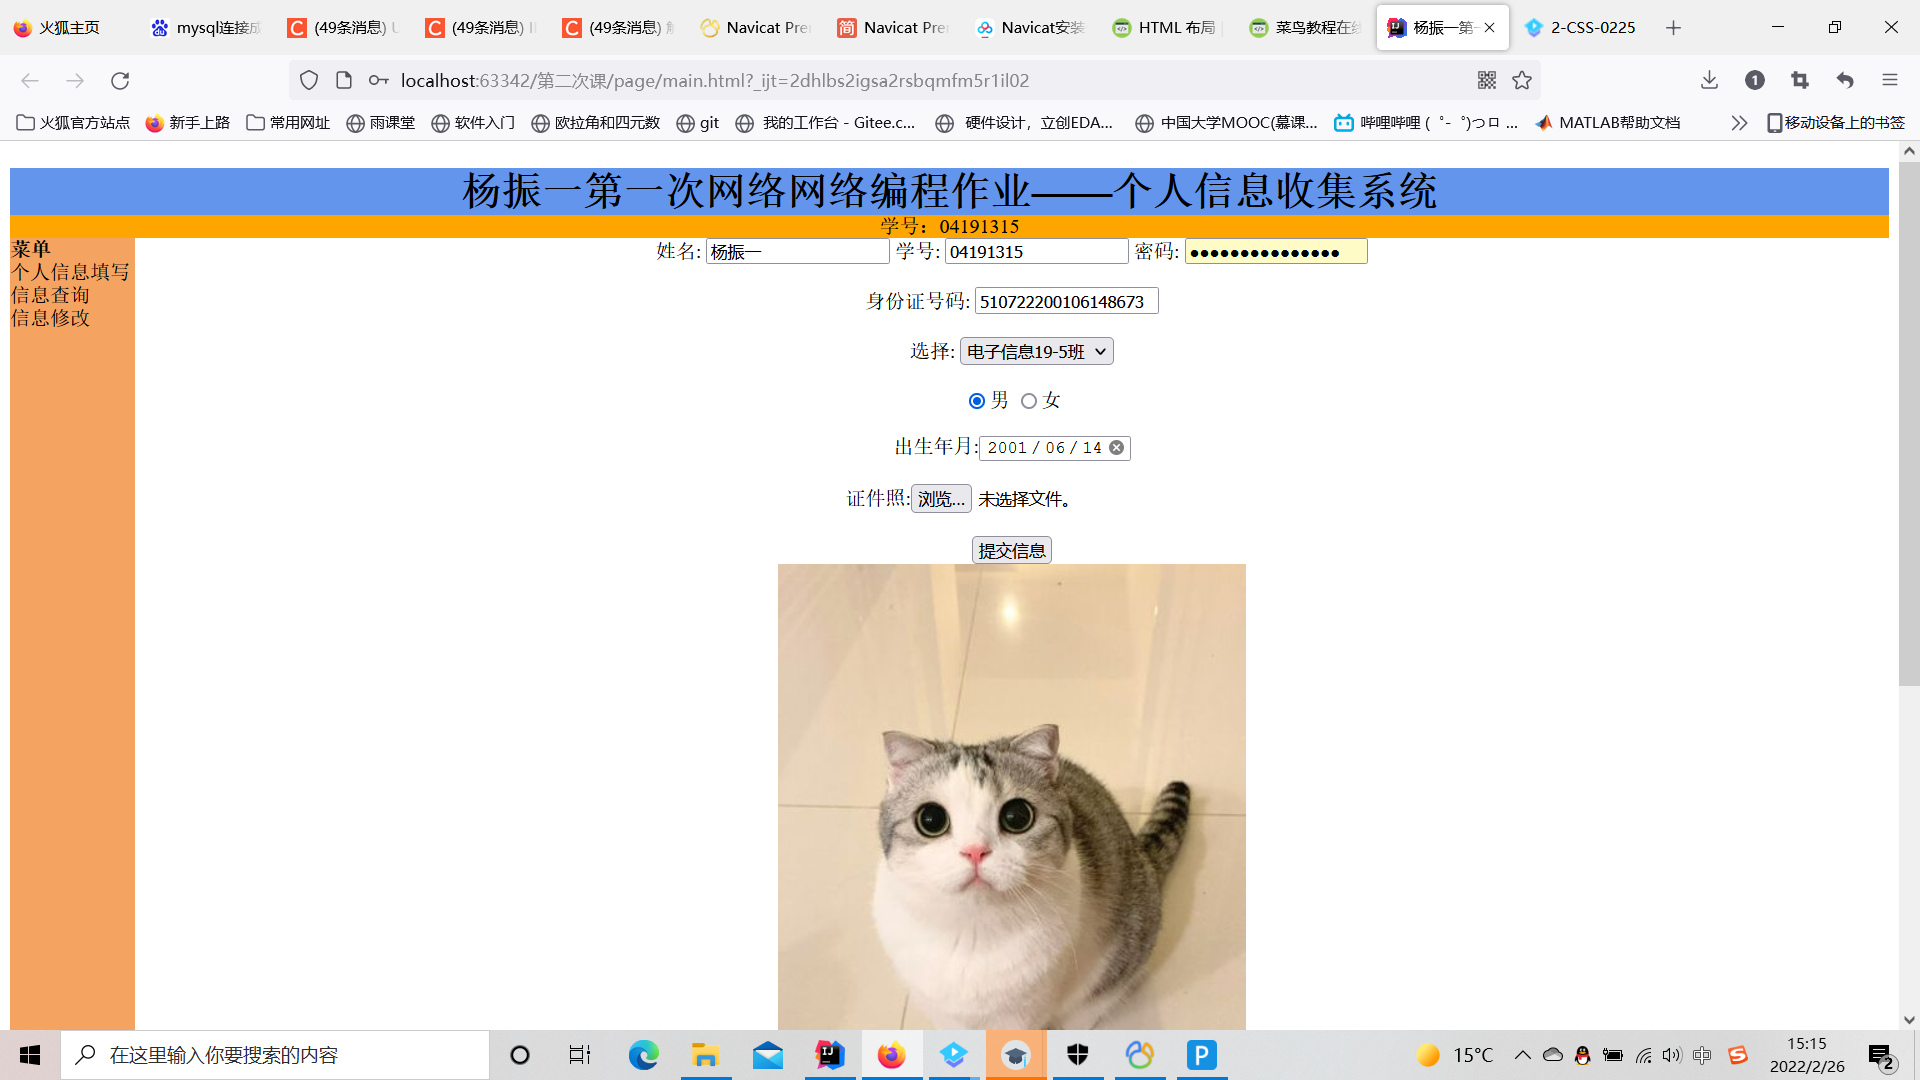 火狐主页
mysql连接成
(49条消息) U
(49条消息) II
(49条消息) 解
Navicat Pre
Navicat Pre
Navicat安装
HTML 布局
菜鸟教程在线
杨振一第一
2-CSS-0225
localhost:63342/第二次课/page/main.html?_ijt=2dhlbs2igsa2rsbqmfm5r1il02
火狐官方站点
新手上路
常用网址
雨课堂
软件入门
欧拉角和四元数
git
我的工作台 - Gitee.c...
硬件设计，立创EDA...
中国大学MOOC(慕课...
哔哩哔哩 ( ゜- ゜)つロ ...
MATLAB帮助文档
移动设备上的书签
杨振一第一次网络网络编程作业——个人信息收集系统
学号：04191315
菜单
个人信息填写
信息查询
信息修改
姓名: 杨振一 学号: 04191315 密码: ●●●●●●●●●●●●●●●
身份证号码: 510722200106148673
选择: 电子信息19-5班
男 女
出生年月: 2001 / 06 / 14
证件照: 浏览... 未选择文件。
提交信息
在这里输入你要搜索的内容
15°C
中
15:15
2022/2/26
2